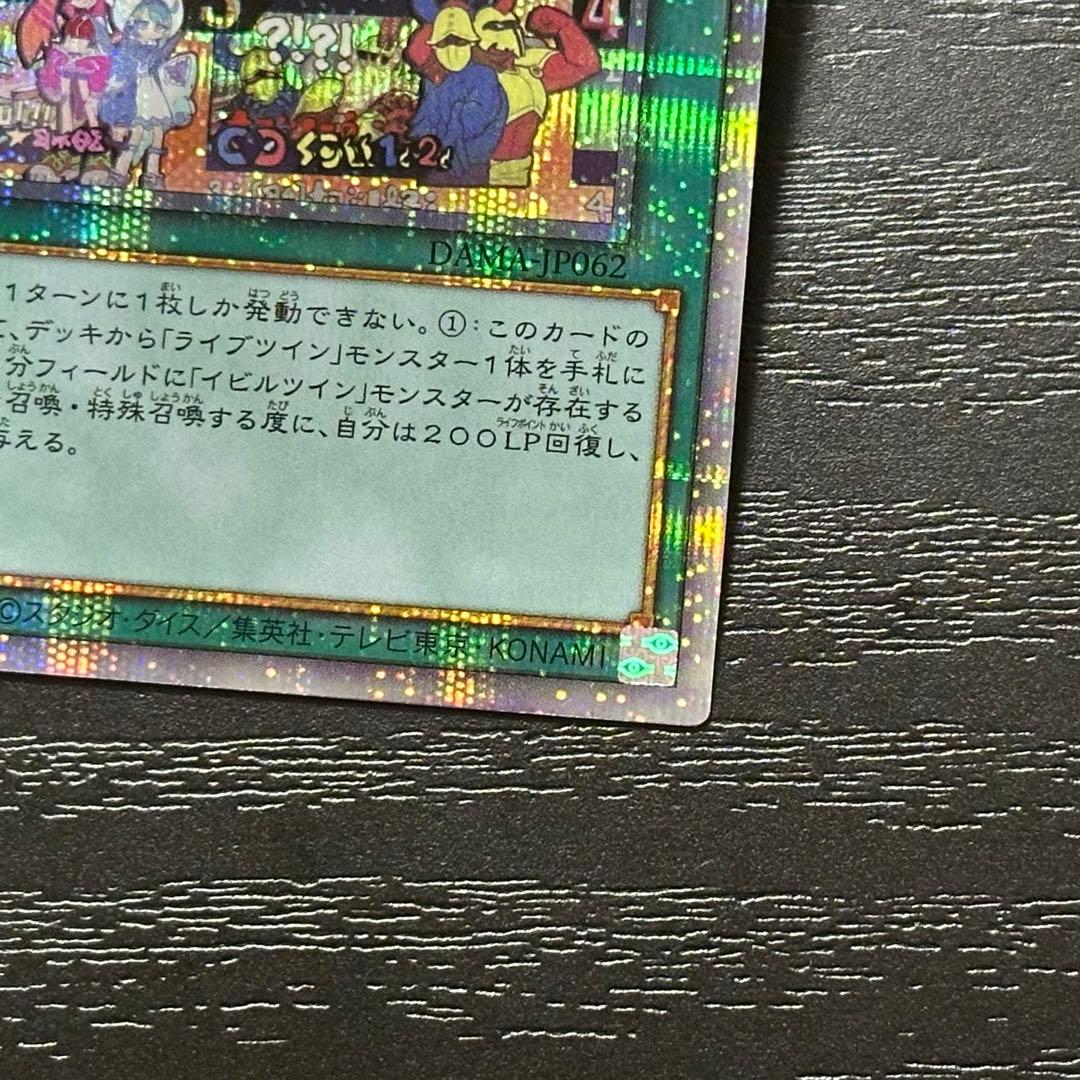 ?!?!
4
4
DAMA-JP062
1ターンに1枚しか発動できない。①:このカードの
、デッキから「ライブツイン」モンスター1体を手札に
分フィールドに「イビルツイン」モンスターが存在する
召喚・特殊召喚する度に、自分は200LP回復し、
与える。
©スタジオ・ダイス/集英社・テレビ東京・KONAMI